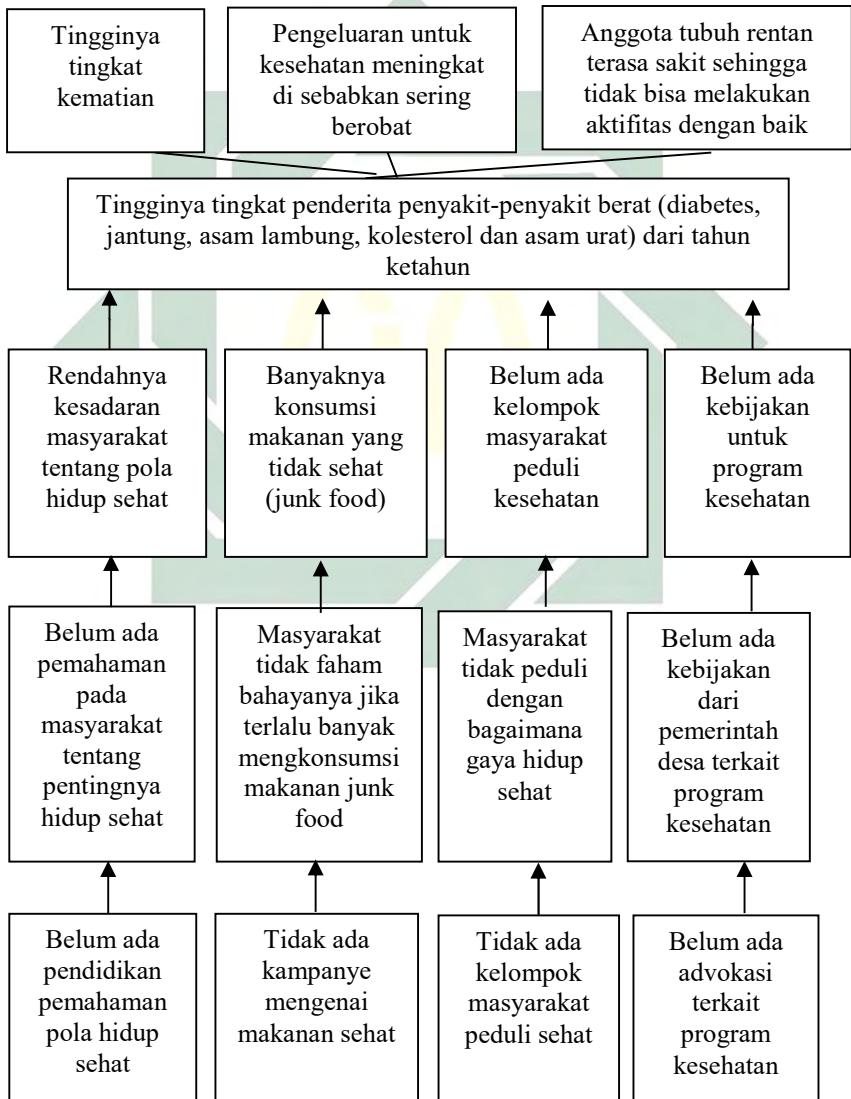 Tingginya
tingkat
kematian
Pengeluaran untuk
kesehatan meningkat
di sebabkan sering
berobat
Anggota tubuh rentan
terasa sakit sehingga
tidak bisa melakukan
aktifitas dengan baik
Tingginya tingkat penderita penyakit-penyakit berat (diabetes,
jantung, asam lambung, kolesterol dan asam urat) dari tahun
ketahun
Rendahnya
kesadaran
masyarakat
tentang pola
hidup sehat
Banyaknya
konsumsi
makanan yang
tidak sehat
(junk food)
Belum ada
kelompok
masyarakat
peduli
kesehatan
Belum ada
kebijakan
untuk
program
kesehatan
Belum ada
pemahaman
pada
masyarakat
tentang
pentingnya
hidup sehat
Masyarakat
tidak faham
bahayanya jika
terlalu banyak
mengkonsumsi
makanan junk
food
Masyarakat
tidak peduli
dengan
bagaimana
gaya hidup
sehat
Belum ada
kebijakan
dari
pemerintah
desa terkait
program
kesehatan
Belum ada
pendidikan
pemahaman
pola hidup
sehat
Tidak ada
kampanye
mengenai
makanan sehat
Tidak ada
kelompok
masyarakat
peduli sehat
Belum ada
advokasi
terkait
program
kesehatan